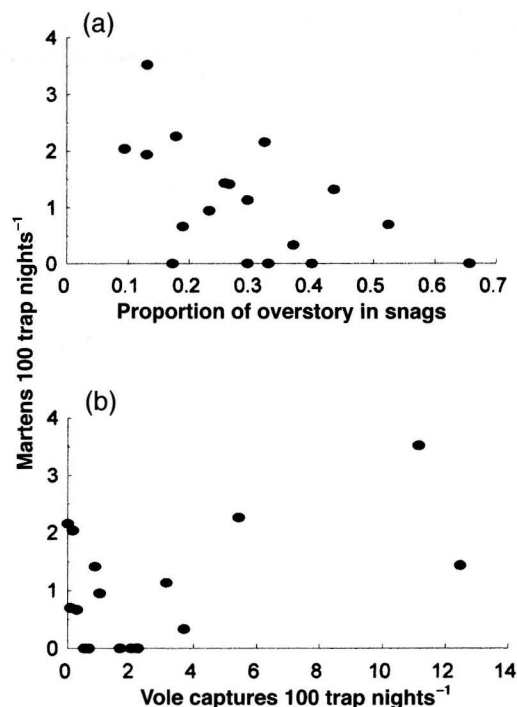 (a)
4
3
2
1
0
0 0.1 0.2 0.3 0.4 0.5 0.6 0.7
Proportion of overstory in snags
Martens 100 trap nights⁻¹
(b)
4
3
2
1
0
0 2 4 6 8 10 12 14
Vole captures 100 trap nights⁻¹